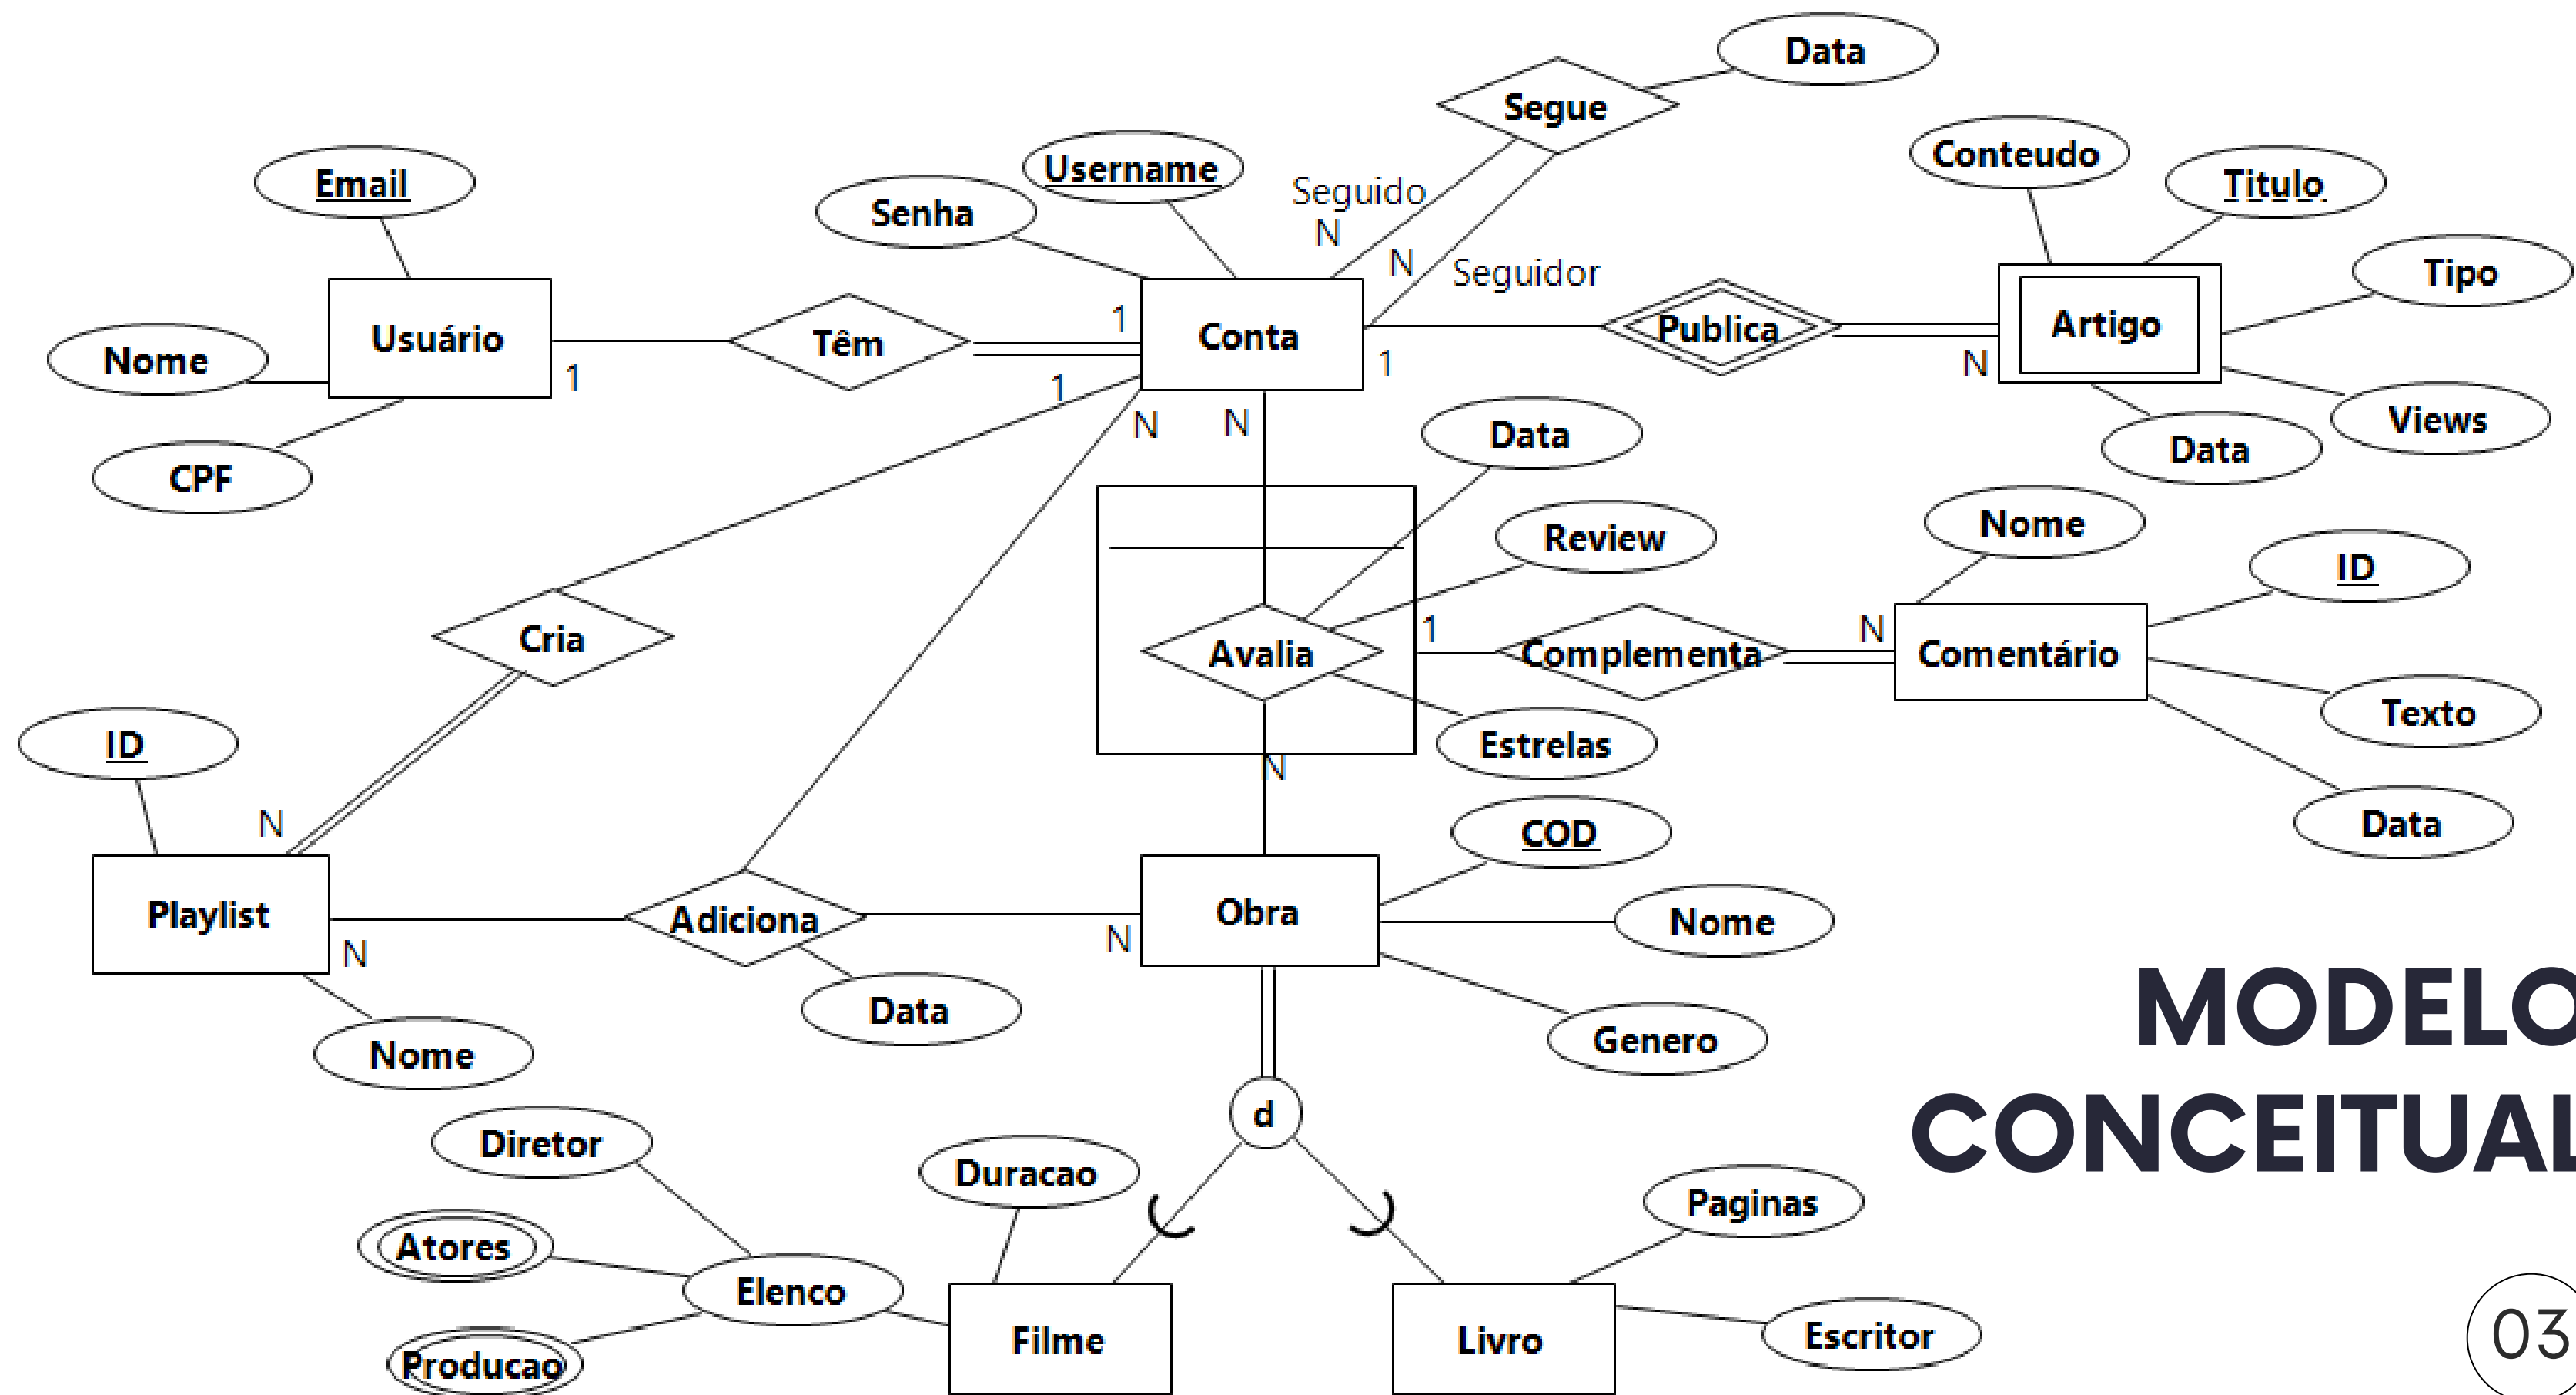 Data
Segue
Conteudo
Username
Email
Titulo
Seguido
Senha
N
N
Seguidor
Tipo
Nome
Usuário
Têm
1
Conta
Publica
Artigo
1
1
1
N
N
N
Views
CPF
Data
Data
Nome
Review
ID
Cria
Avalia
1
Complementa
N
Comentário
Texto
ID
Estrelas
N
N
COD
Data
Playlist
Adiciona
Obra
Nome
N
N
Data
Genero
Nome
MODELO
CONCEITUAL
d
Diretor
Duracao
Paginas
Atores
Elenco
Filme
Livro
Escritor
Producao
03